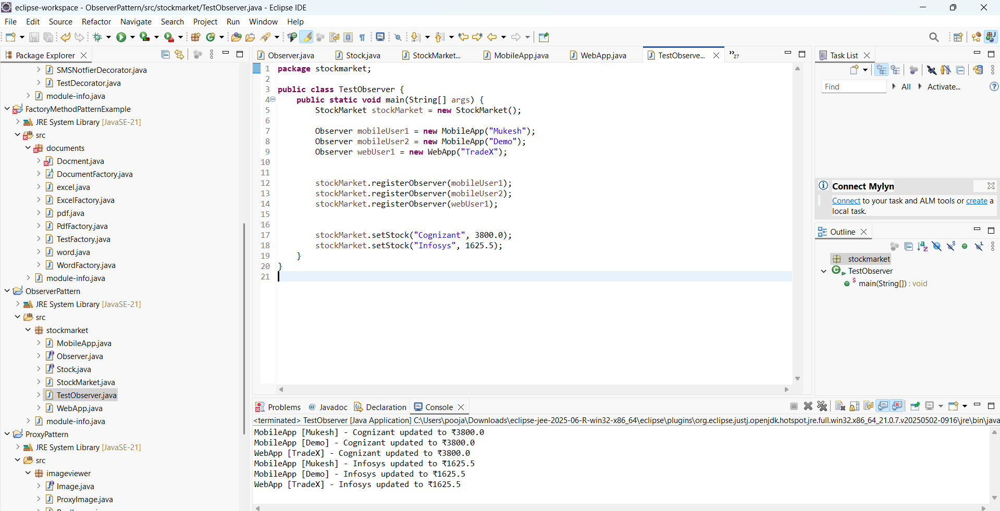 eclipse-workspace - ObserverPattern/src/stockmarket/TestObserver.java - Eclipse IDE
File Edit Source Refactor Navigate Search Project Run Window Help
Package Explorer
SMSNotfierDecorator.java
TestDecorator.java
module-info.java
FactoryMethodPatternExample
JRE System Library [JavaSE-21]
src
documents
Docment.java
DocumentFactory.java
excel.java
ExcelFactory.java
pdf.java
PdfFactory.java
TestFactory.java
word.java
WordFactory.java
module-info.java
ObserverPattern
JRE System Library [JavaSE-21]
src
stockmarket
MobileApp.java
Observer.java
Stock.java
StockMarket.java
TestObserver.java
WebApp.java
module-info.java
ProxyPattern
JRE System Library [JavaSE-21]
src
imageviewer
Image.java
ProxyImage.java
Observer.java Stock.java StockMarket... MobileApp.java WebApp.java TestObserve... »27
1 package stockmarket;
2
3 public class TestObserver {
4 public static void main(String[] args) {
5 StockMarket stockMarket = new StockMarket();
6
7 Observer mobileUser1 = new MobileApp("Mukesh");
8 Observer mobileUser2 = new MobileApp("Demo");
9 Observer webUser1 = new WebApp("TradeX");
10
11
12 stockMarket.registerObserver(mobileUser1);
13 stockMarket.registerObserver(mobileUser2);
14 stockMarket.registerObserver(webUser1);
15
16
17 stockMarket.setStock("Cognizant", 3800.0);
18 stockMarket.setStock("Infosys", 1625.5);
19 }
20 }
21
Problems Javadoc Declaration Console
<terminated> TestObserver [Java Application] C:\Users\pooja\Downloads\eclipse-jee-2025-06-R-win32-x86_64\eclipse\plugins\org.eclipse.justj.openjdk.hotspot.jre.full.win32.x86_64_21.0.7.v20250502-0916\jre\bin\java
MobileApp [Mukesh] - Cognizant updated to ₹3800.0
MobileApp [Demo] - Cognizant updated to ₹3800.0
WebApp [TradeX] - Cognizant updated to ₹3800.0
MobileApp [Mukesh] - Infosys updated to ₹1625.5
MobileApp [Demo] - Infosys updated to ₹1625.5
WebApp [TradeX] - Infosys updated to ₹1625.5
Task List
Find All Activate...
Connect Mylyn
Connect to your task and ALM tools or create a
local task.
Outline
stockmarket
TestObserver
main(String[]) : void